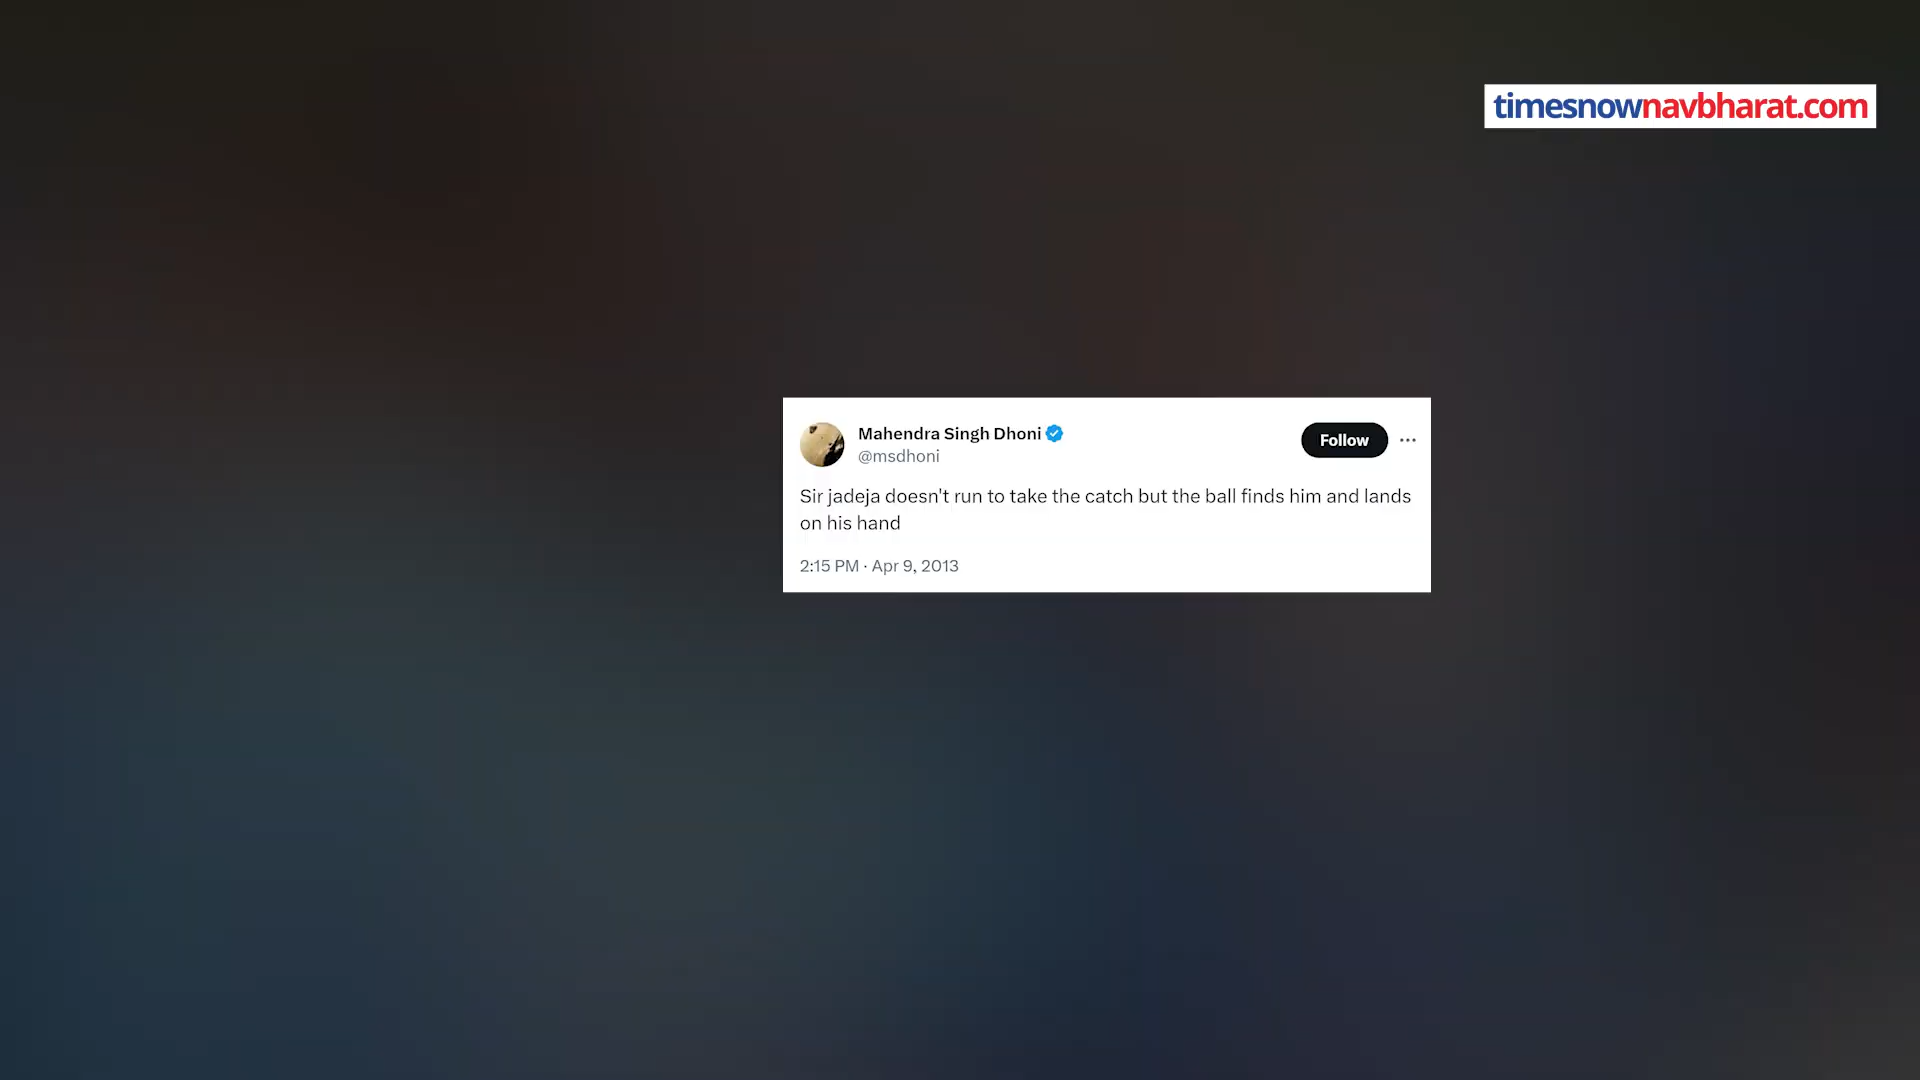 timesnownavbharat.com
Mahendra Singh Dhoni
Follow
@msdhoni
Sir jadeja doesn't run to take the catch but the ball finds him and lands
on his hand
2:15 PM · Apr 9, 2013